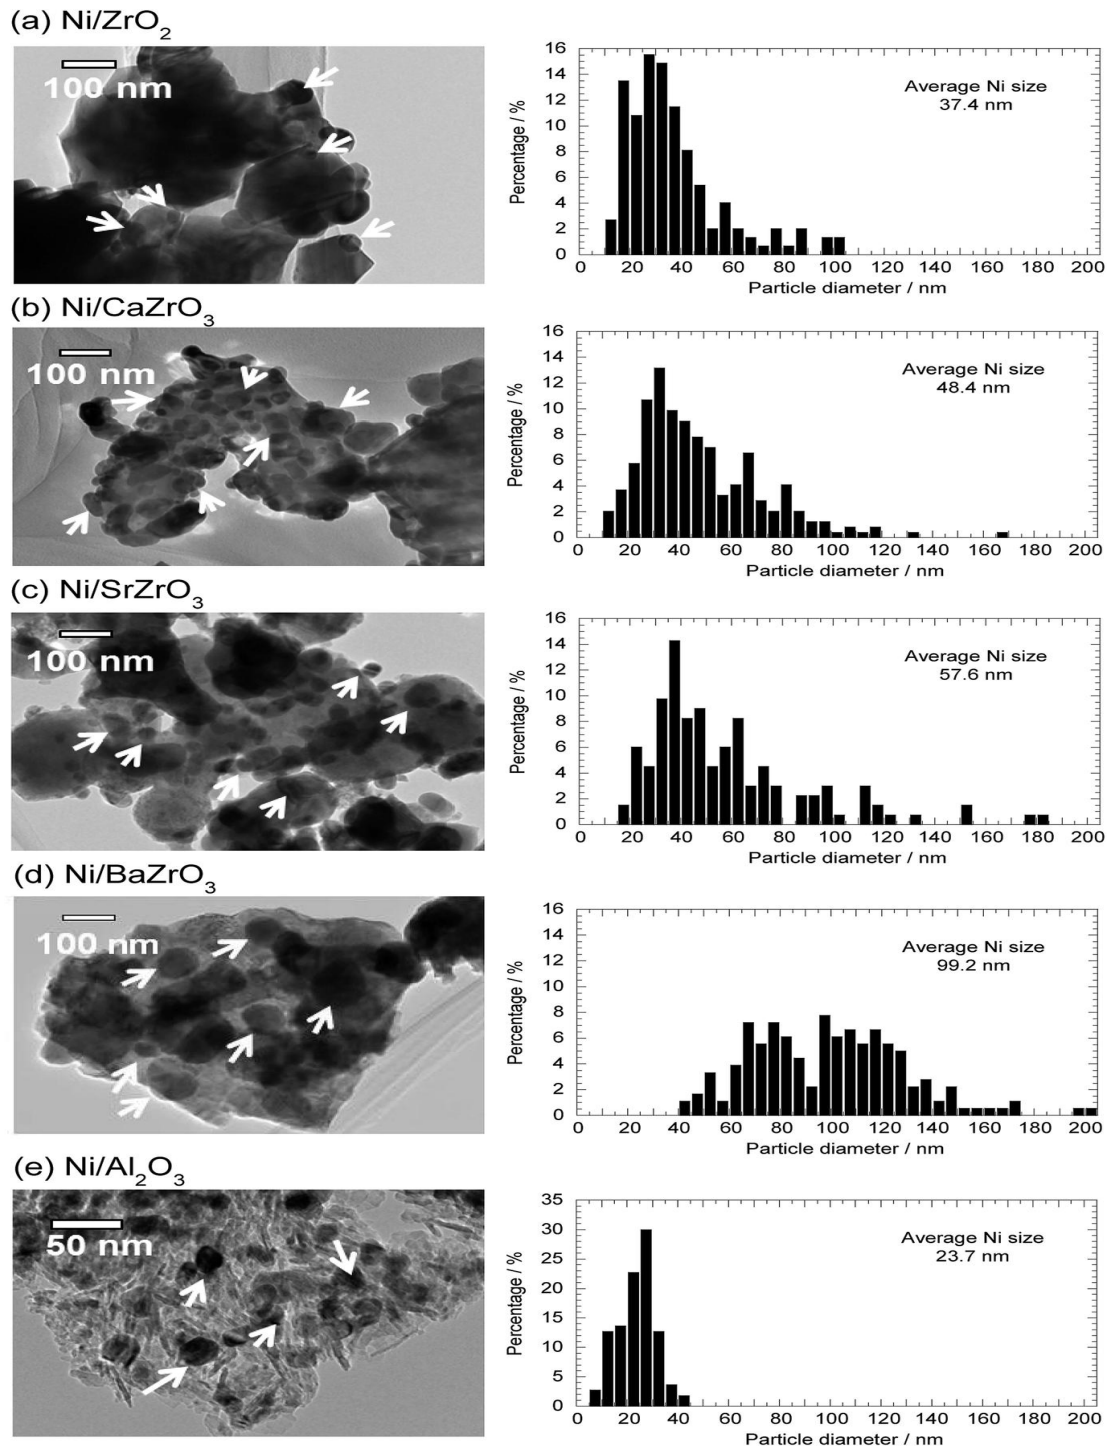 (a) Ni/ZrO2
100 nm
16
14
12
10
8
6
4
2
0
Percentage / %
Average Ni size
37.4 nm
0 20 40 60 80 100 120 140 160 180 200
Particle diameter / nm
(b) Ni/CaZrO3
100 nm
16
14
12
10
8
6
4
2
0
Percentage / %
Average Ni size
48.4 nm
0 20 40 60 80 100 120 140 160 180 200
Particle diameter / nm
(c) Ni/SrZrO3
100 nm
16
14
12
10
8
6
4
2
0
Percentage / %
Average Ni size
57.6 nm
0 20 40 60 80 100 120 140 160 180 200
Particle diameter / nm
(d) Ni/BaZrO3
100 nm
16
14
12
10
8
6
4
2
0
Percentage / %
Average Ni size
99.2 nm
0 20 40 60 80 100 120 140 160 180 200
Particle diameter / nm
(e) Ni/Al2O3
50 nm
35
30
25
20
15
10
5
0
Percentage / %
Average Ni size
23.7 nm
0 20 40 60 80 100 120 140 160 180 200
Particle diameter / nm